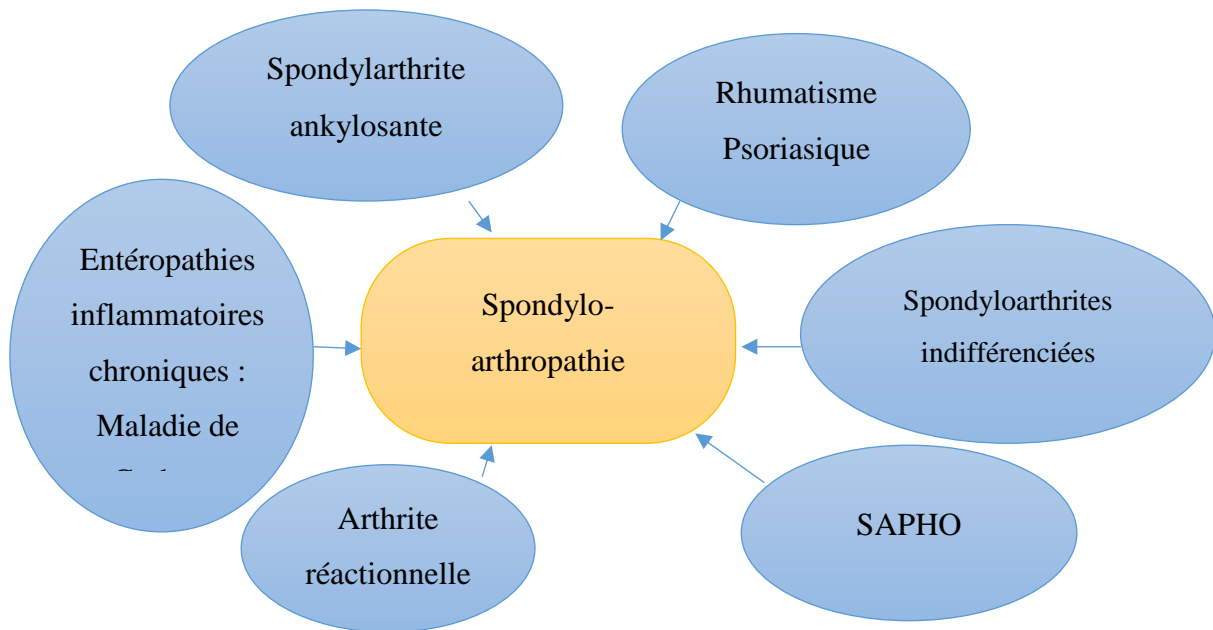 Spondylarthrite
ankylosante
Rhumatisme
Psoriasique
Entéropathies
inflammatoires
chroniques :
Maladie de
Spondylo-
arthropathie
Spondyloarthrites
indifférenciées
Arthrite
réactionnelle
SAPHO